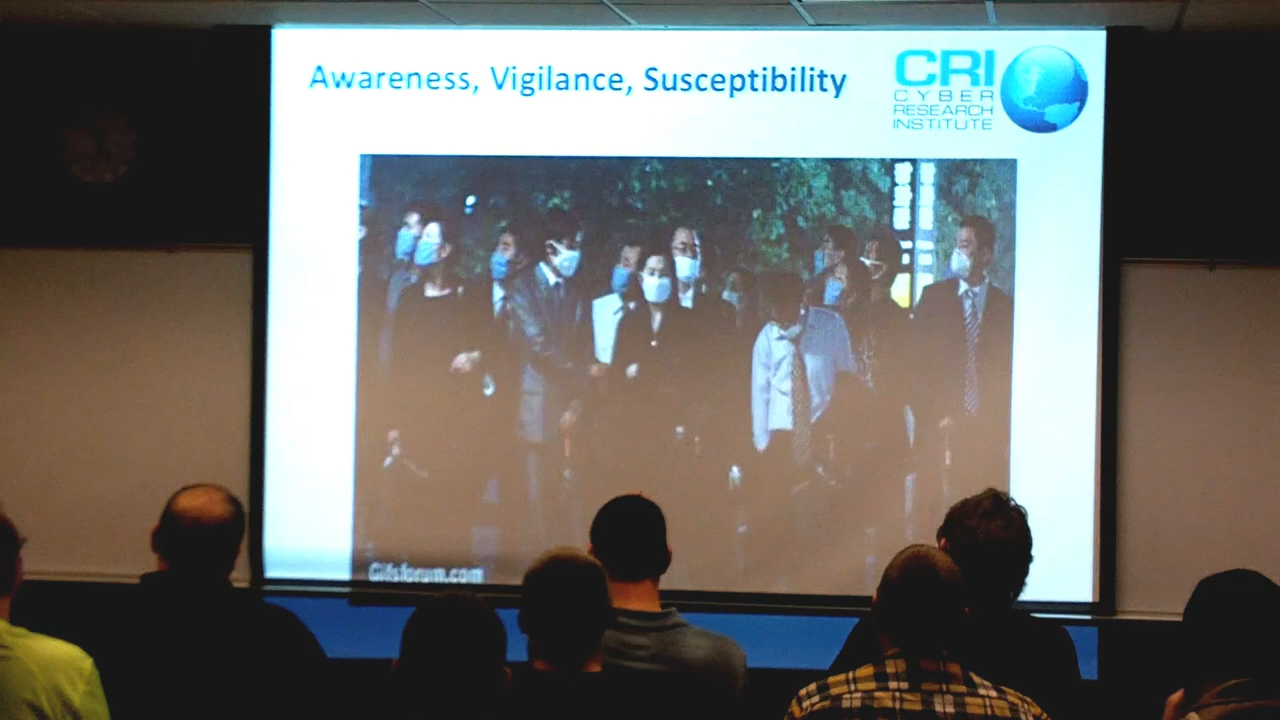 Awareness, Vigilance, Susceptibility
CRI
CYBER
RESEARCH
INSTITUTE
Gifsforum.com